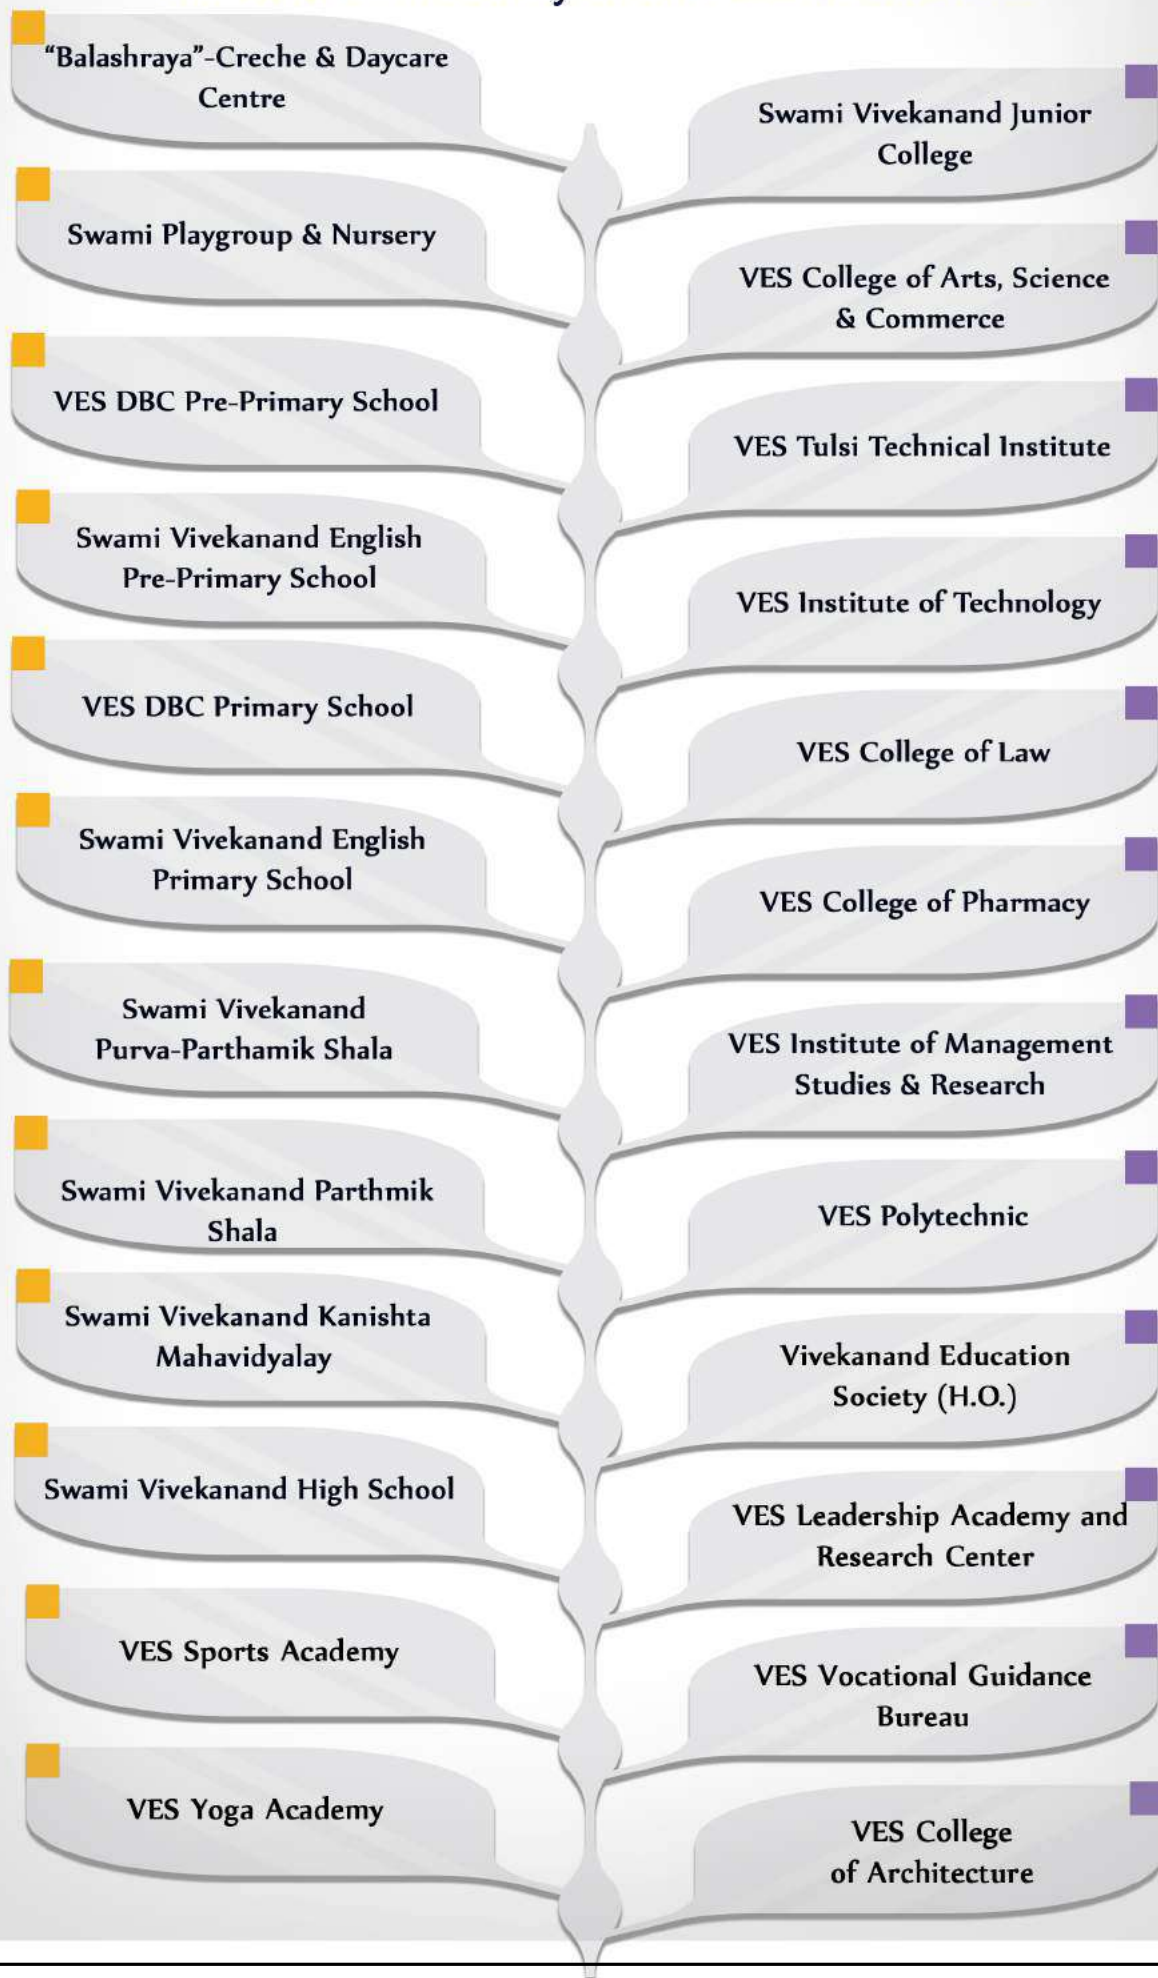 “Balashraya”-Creche & Daycare
Centre
Swami Playgroup & Nursery
VES DBC Pre-Primary School
Swami Vivekanand English
Pre-Primary School
VES DBC Primary School
Swami Vivekanand English
Primary School
Swami Vivekanand
Purva-Parthamik Shala
Swami Vivekanand Parthmik
Shala
Swami Vivekanand Kanishta
Mahavidyalay
Swami Vivekanand High School
VES Sports Academy
VES Yoga Academy
Swami Vivekanand Junior
College
VES College of Arts, Science
& Commerce
VES Tulsi Technical Institute
VES Institute of Technology
VES College of Law
VES College of Pharmacy
VES Institute of Management
Studies & Research
VES Polytechnic
Vivekanand Education
Society (H.O.)
VES Leadership Academy and
Research Center
VES Vocational Guidance
Bureau
VES College
of Architecture